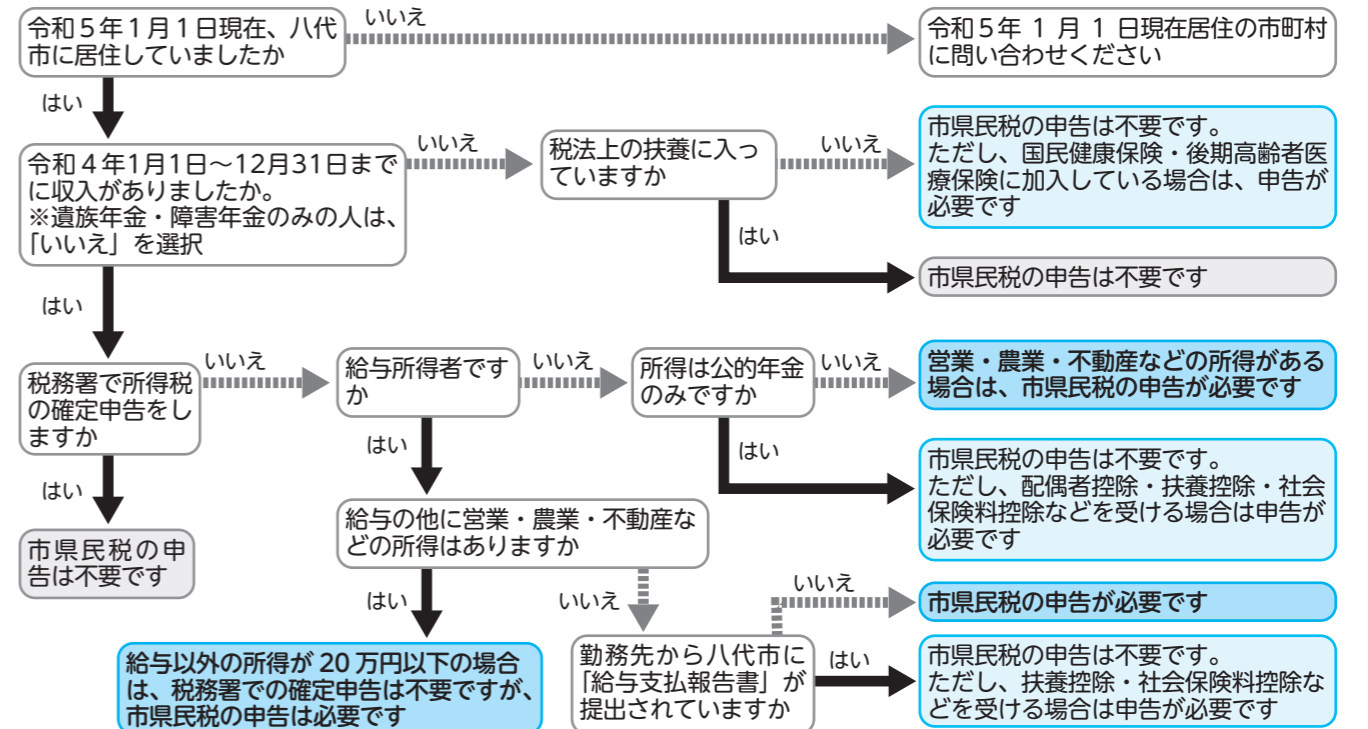 令和5年1月1日現在、八代
市に居住していましたか
いいえ
令和5年 1 月 1 日現在居住の市町村
に問い合わせください
はい
令和4年1月1日～12月31日まで
に収入がありましたか。
※遺族年金・障害年金のみの人は、
「いいえ」を選択
いいえ
税法上の扶養に入っ
ていますか
いいえ
市県民税の申告は不要です。
ただし、国民健康保険・後期高齢者医
療保険に加入している場合は、申告が
必要です
はい
市県民税の申告は不要です
はい
税務署で所得税
の確定申告をし
ますか
いいえ
給与所得者です
か
いいえ
所得は公的年金
のみですか
いいえ
営業・農業・不動産などの所得がある
場合は、市県民税の申告が必要です
はい
市県民税の申告は不要です。
ただし、配偶者控除・扶養控除・社会
保険料控除などを受ける場合は申告が
必要です
はい
市県民税の申
告は不要です
はい
給与の他に営業・農業・不動産な
どの所得はありますか
はい
給与以外の所得が 20 万円以下の場合
は、税務署での確定申告は不要ですが、
市県民税の申告は必要です
いいえ
勤務先から八代市に
「給与支払報告書」が
提出されていますか
いいえ
市県民税の申告が必要です
はい
市県民税の申告は不要です。
ただし、扶養控除・社会保険料控除な
どを受ける場合は申告が必要です